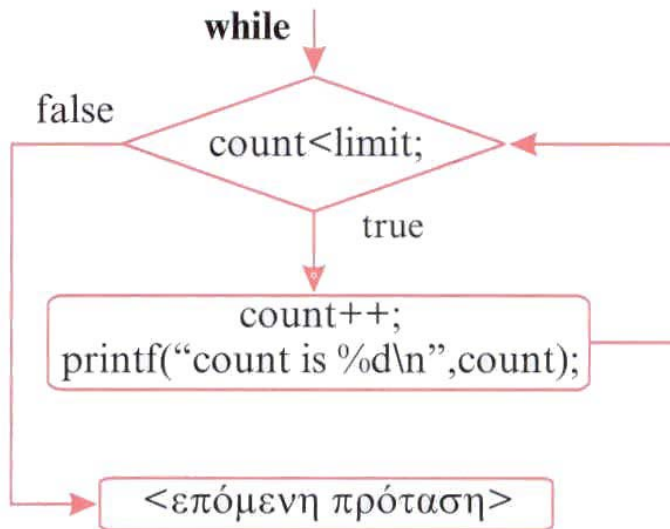 while
false
count<limit;
true
count++;
printf(“count is %d\n”,count);
<επόμενη πρόταση>